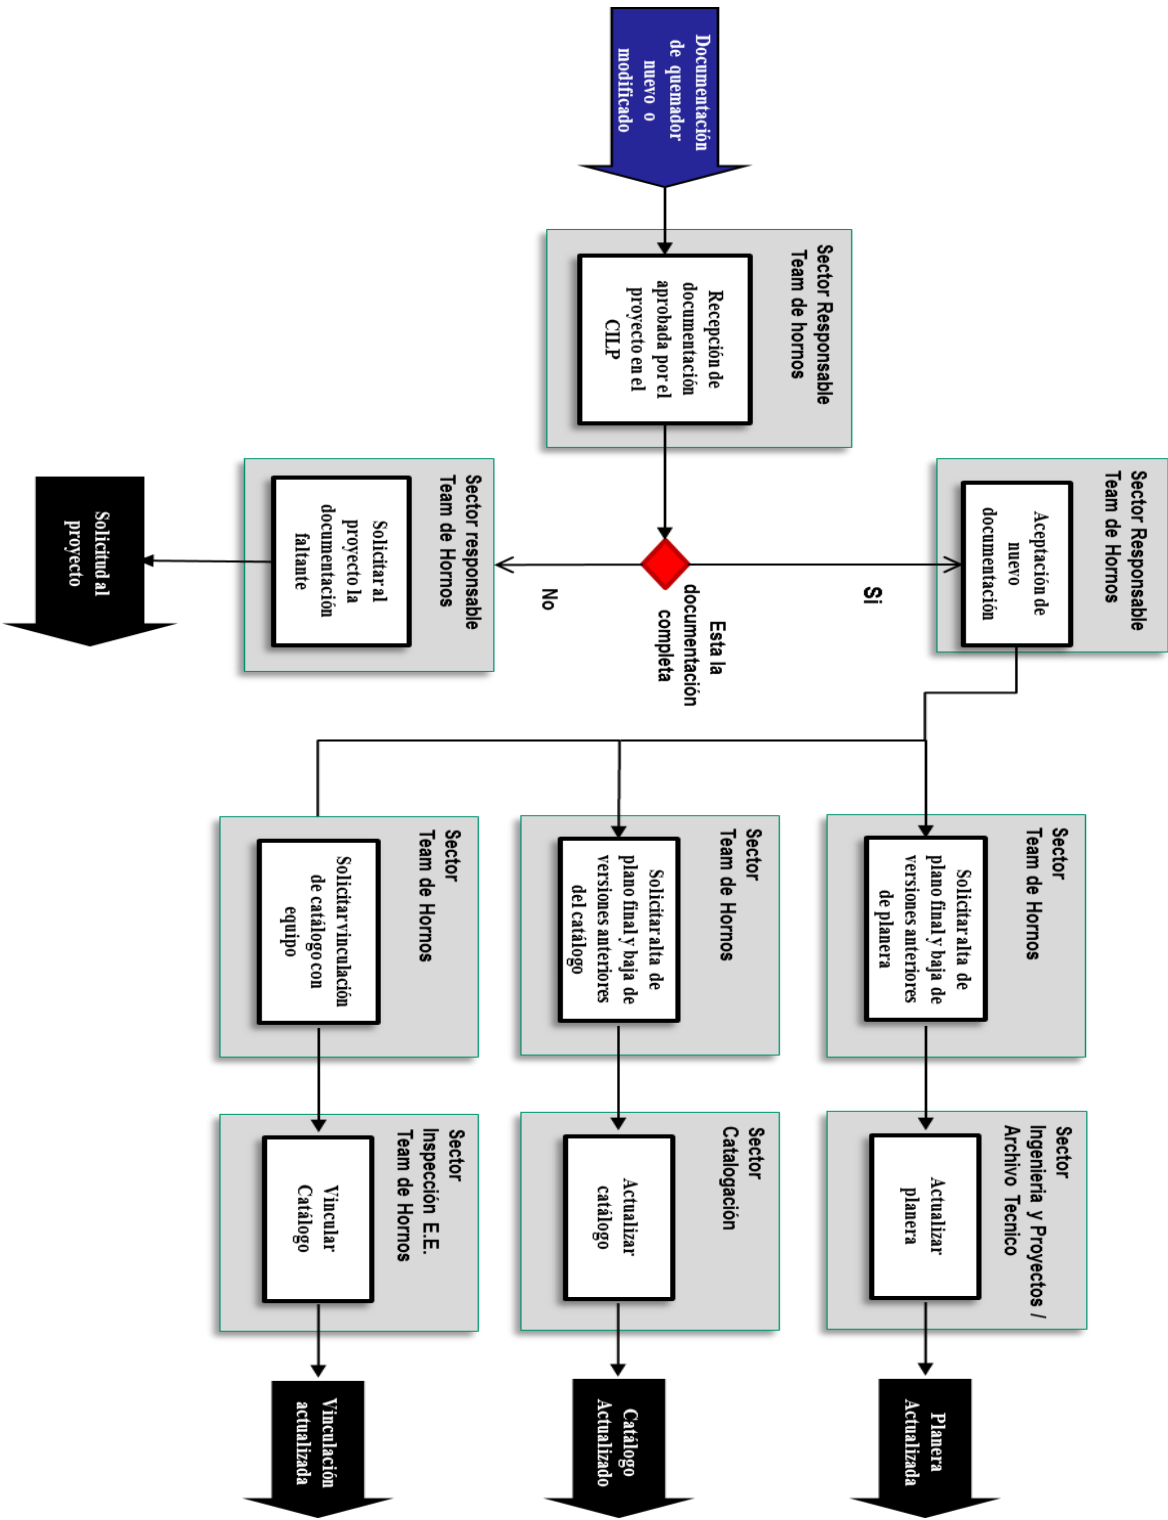 Documentación
de quemador
nuevo o
modificado
Sector Responsable
Team de hornos
Recepción de
documentación
aprobada por el
proyecto en el
CILP
Esta la
documentación
completa
Si
No
Sector Responsable
Team de Hornos
Aceptación de
nuevo
documentación
Sector responsable
Team de Hornos
Solicitar al
proyecto la
documentación
faltante
Solicitud al
proyecto
Sector
Team de Hornos
Solicitar alta de
plano final y baja de
versiones anteriores
de planera
Sector
Ingenieria y Proyectos /
Archivo Tecnico
Actualizar
planera
Planera
Actualizada
Sector
Team de Hornos
Solicitar alta de
plano final y baja de
versiones anteriores
del catálogo
Sector
Catalogación
Actualizar
catálogo
Catálogo
Actualizado
Sector
Team de Hornos
Solicitar vinculación
de catálogo con
equipo
Sector
Inspección E.E.
Team de Hornos
Vincular
Catálogo
Vinculación
actualizada